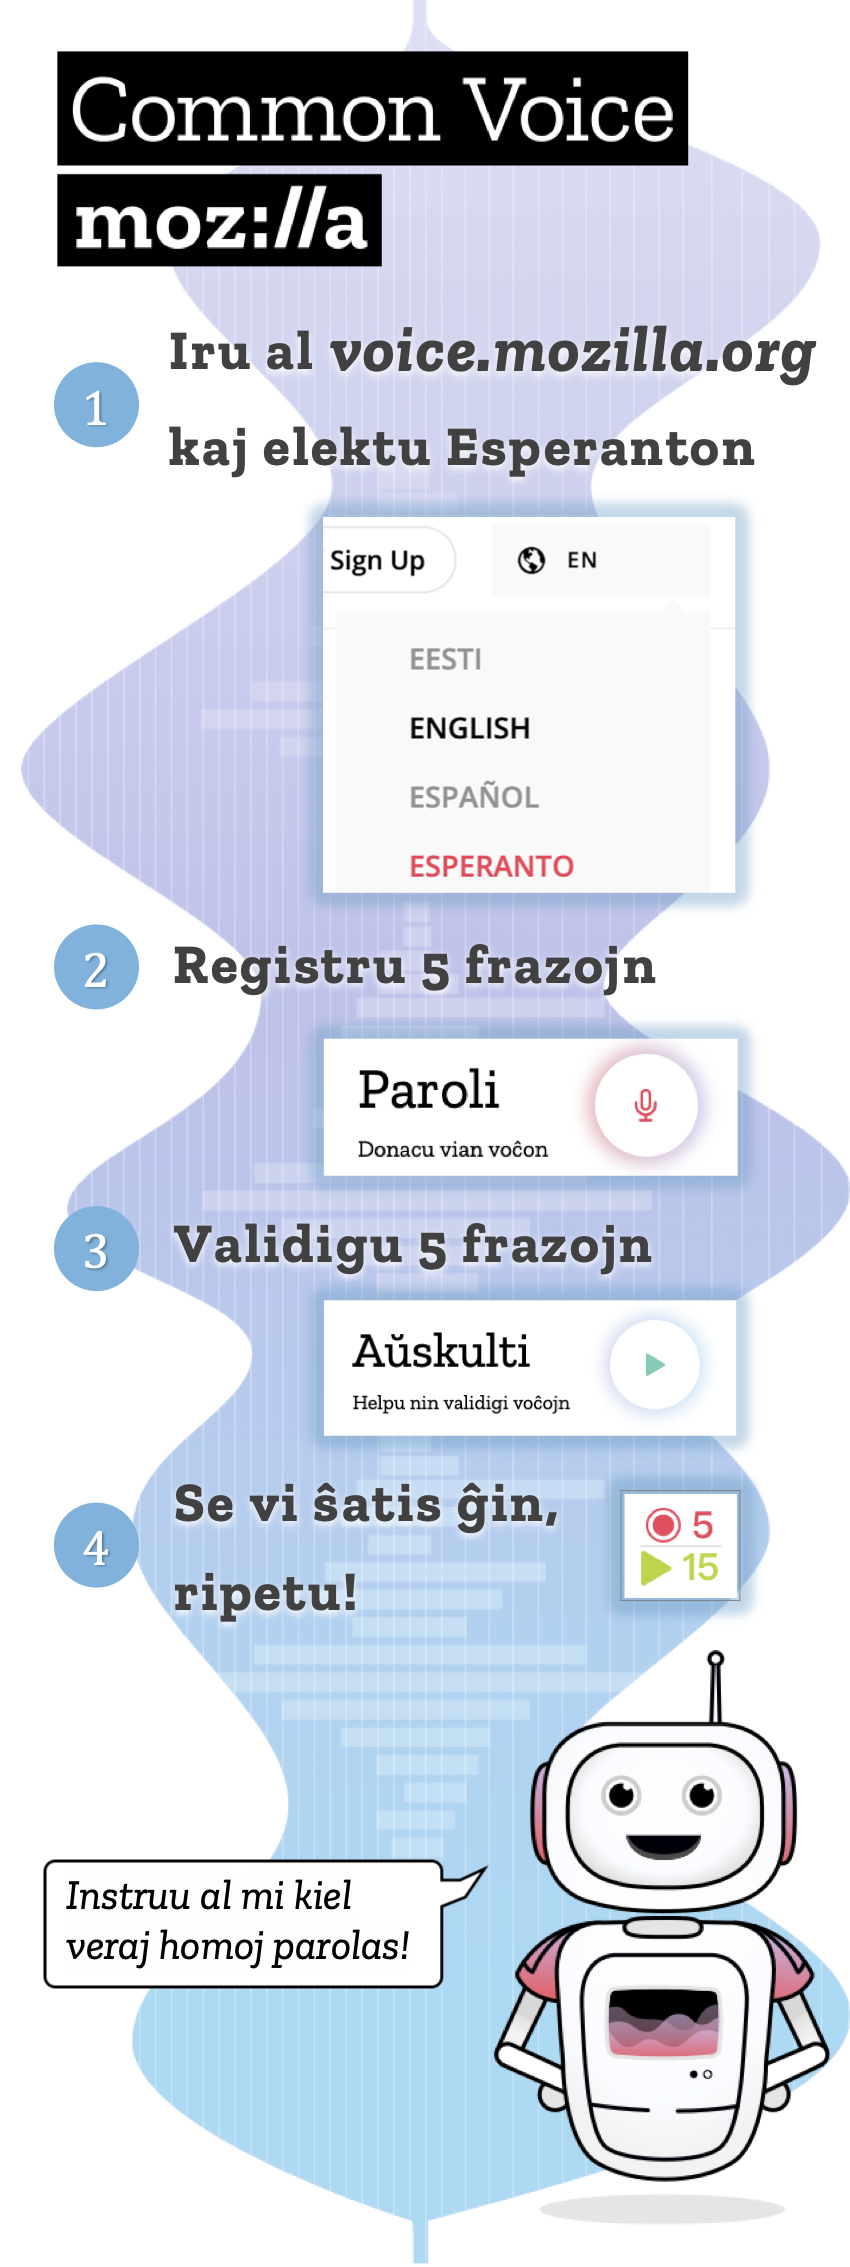 Common Voice
moz://a
1
Iru al voice.mozilla.org
kaj elektu Esperanton
Sign Up
EN
EESTI
ENGLISH
ESPAÑOL
ESPERANTO
2
Registru 5 frazojn
Paroli
Donacu vian voĉon
3
Validigu 5 frazojn
Aŭskulti
Helpu nin validigi voĉojn
4
Se vi ŝatis ĝin,
ripetu!
5
15
Instruu al mi kiel
veraj homoj parolas!